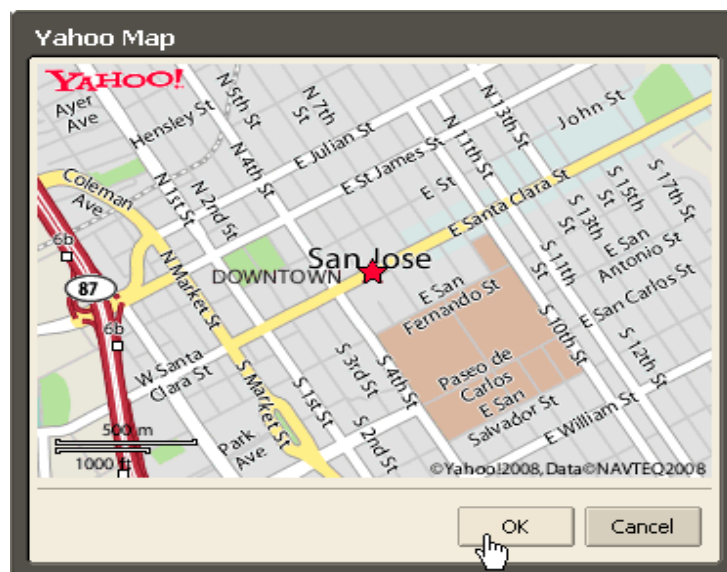 Yahoo Map
YAHOO!
Ayer
Ave
Hensley St
N 5th St
N 7th
St
N 13th St
John St
N 4th St
E Julian St
N 11th St
E St James St
Coleman
Ave
N 1st St
N 2nd St
E St
S 15th
St
S 17th St
E Santa Clara St
S 13th
St
6b
N Market St
San Jose
DOWNTOWN
E San
Antonio St
S 11th
St
87
E San
Fernando St
E San Carlos St
6b
S 10th St
W Santa
Clara St
S 3rd St
S 4th St
Paseo de
Carlos
S 12th St
S Market St
S 1st St
E San
Salvador St
E William St
500 m
1000 ft
Park
Ave
S 2nd St
©Yahoo!2008, Data©NAVTEQ2008
OK
Cancel